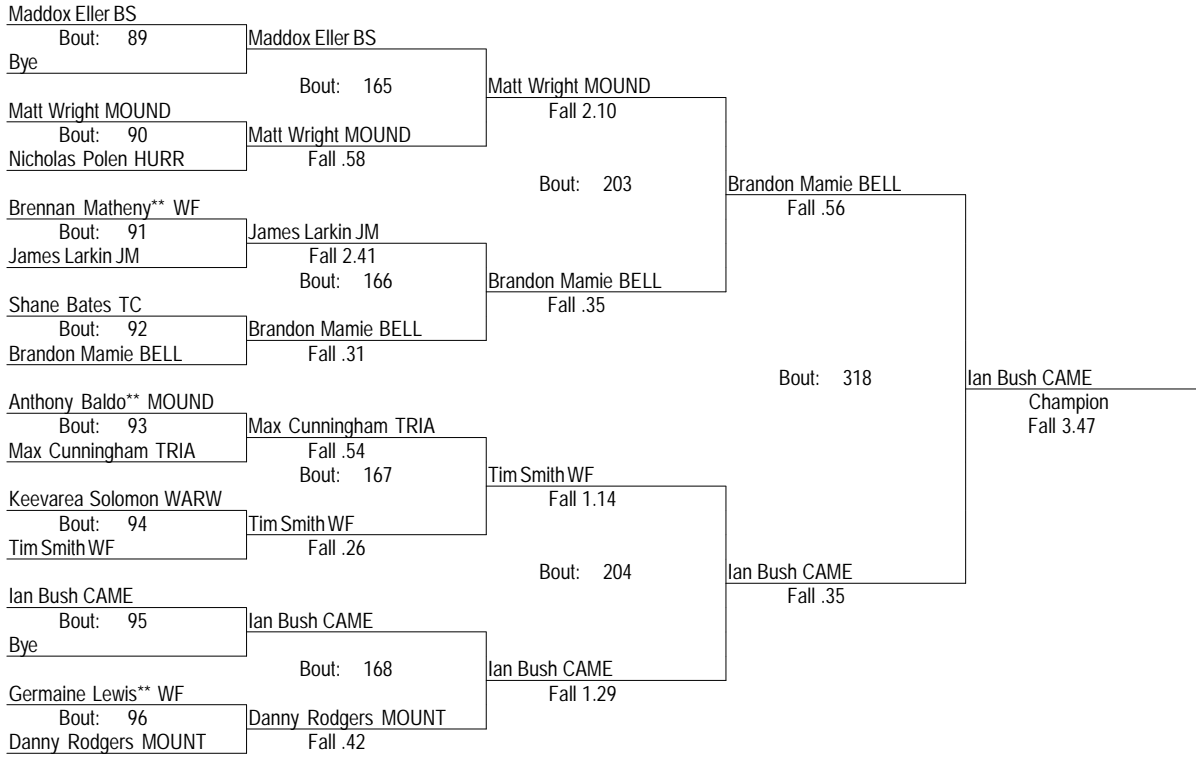 Maddox Eller BS
Bout: 89
Maddox Eller BS
Bye
Bout: 165
Matt Wright MOUND
Matt Wright MOUND
Fall 2.10
Bout: 90
Matt Wright MOUND
Nicholas Polen HURR
Fall .58
Bout: 203
Brandon Mamie BELL
Brennan Matheny** WF
Fall .56
Bout: 91
James Larkin JM
James Larkin JM
Fall 2.41
Bout: 166
Brandon Mamie BELL
Shane Bates TC
Fall .35
Bout: 92
Brandon Mamie BELL
Brandon Mamie BELL
Fall .31
Bout: 318
Ian Bush CAME
Anthony Baldo** MOUND
Champion
Bout: 93
Max Cunningham TRIA
Fall 3.47
Max Cunningham TRIA
Fall .54
Bout: 167
Tim Smith WF
Keevarea Solomon WARW
Fall 1.14
Bout: 94
Tim Smith WF
Tim Smith WF
Fall .26
Bout: 204
Ian Bush CAME
Ian Bush CAME
Fall .35
Bout: 95
Ian Bush CAME
Bye
Bout: 168
Ian Bush CAME
Germaine Lewis** WF
Fall 1.29
Bout: 96
Danny Rodgers MOUNT
Danny Rodgers MOUNT
Fall .42